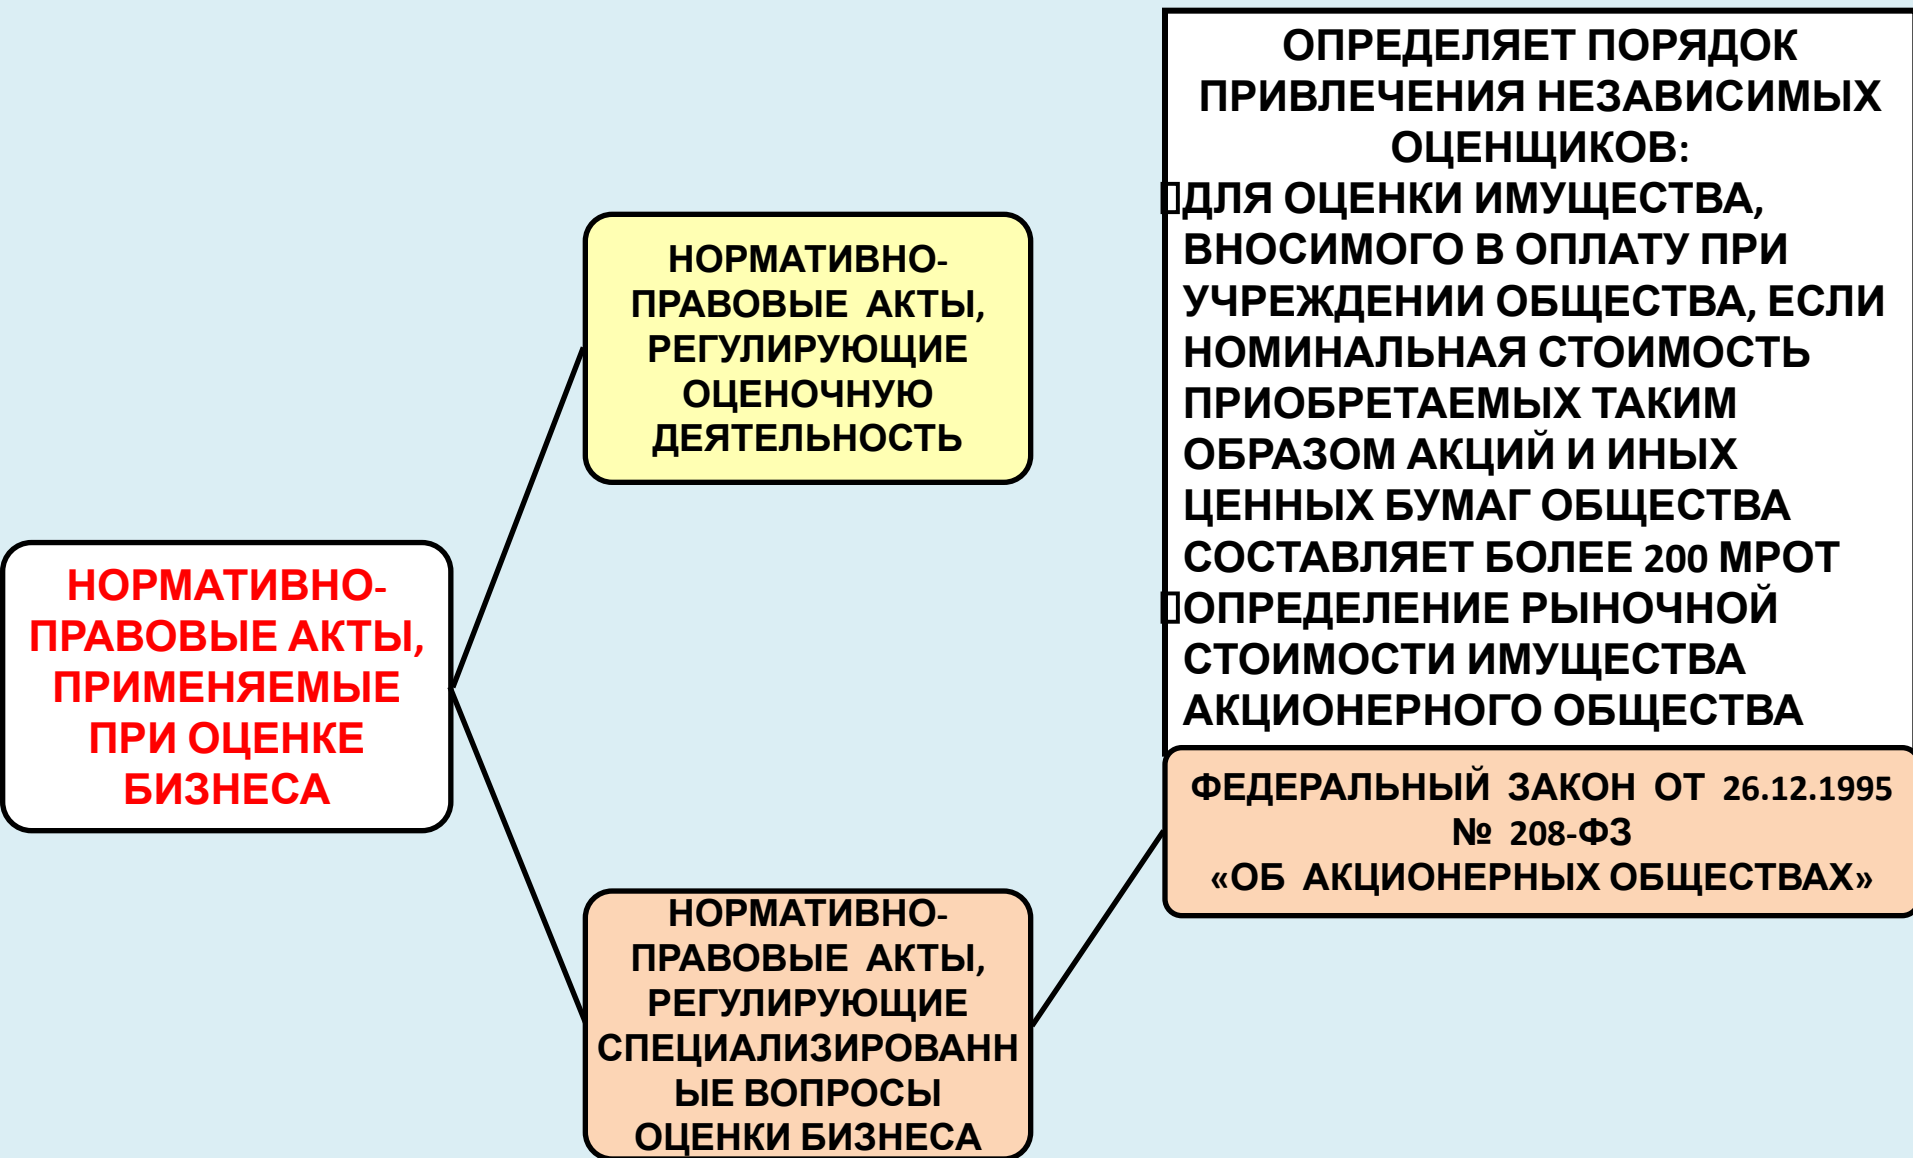 НОРМАТИВНО-
ПРАВОВЫЕ АКТЫ,
ПРИМЕНЯЕМЫЕ
ПРИ ОЦЕНКЕ
БИЗНЕСА
НОРМАТИВНО-
ПРАВОВЫЕ АКТЫ,
РЕГУЛИРУЮЩИЕ
ОЦЕНОЧНУЮ
ДЕЯТЕЛЬНОСТЬ
НОРМАТИВНО-
ПРАВОВЫЕ АКТЫ,
РЕГУЛИРУЮЩИЕ
СПЕЦИАЛИЗИРОВАНН
ЫЕ ВОПРОСЫ
ОЦЕНКИ БИЗНЕСА
ОПРЕДЕЛЯЕТ ПОРЯДОК
ПРИВЛЕЧЕНИЯ НЕЗАВИСИМЫХ
ОЦЕНЩИКОВ:
ДЛЯ ОЦЕНКИ ИМУЩЕСТВА,
ВНОСИМОГО В ОПЛАТУ ПРИ
УЧРЕЖДЕНИИ ОБЩЕСТВА, ЕСЛИ
НОМИНАЛЬНАЯ СТОИМОСТЬ
ПРИОБРЕТАЕМЫХ ТАКИМ
ОБРАЗОМ АКЦИЙ И ИНЫХ
ЦЕННЫХ БУМАГ ОБЩЕСТВА
СОСТАВЛЯЕТ БОЛЕЕ 200 МРОТ
ОПРЕДЕЛЕНИЕ РЫНОЧНОЙ
СТОИМОСТИ ИМУЩЕСТВА
АКЦИОНЕРНОГО ОБЩЕСТВА
ФЕДЕРАЛЬНЫЙ ЗАКОН ОТ 26.12.1995
№ 208-ФЗ
«ОБ АКЦИОНЕРНЫХ ОБЩЕСТВАХ»